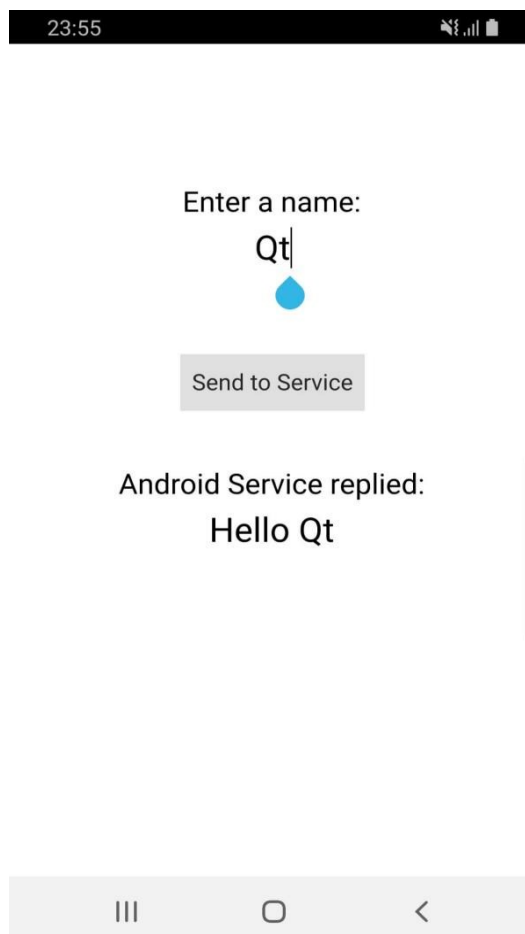 23:55
Enter a name:
Qt
Send to Service
Android Service replied:
Hello Qt